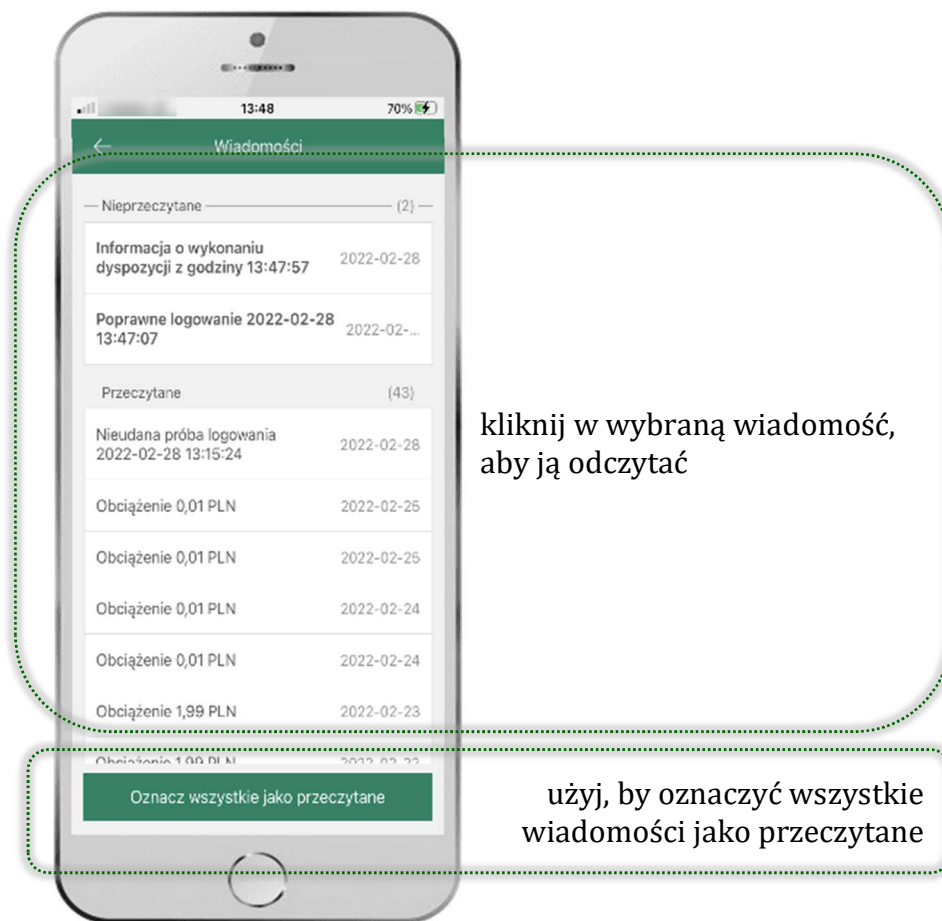 13:48
70%
Wiadomości
Nieprzeczytane (2)
Informacja o wykonaniu
dyspozycji z godziny 13:47:57 2022-02-28
Poprawne logowanie 2022-02-28
13:47:07 2022-02-...
Przeczytane (43)
Nieudana próba logowania
2022-02-28 13:15:24 2022-02-28
Obciążenie 0,01 PLN 2022-02-25
Obciążenie 0,01 PLN 2022-02-25
Obciążenie 0,01 PLN 2022-02-24
Obciążenie 0,01 PLN 2022-02-24
Obciążenie 1,99 PLN 2022-02-23
Obciążenie 1,99 PLN
Oznacz wszystkie jako przeczytane
kliknij w wybraną wiadomość,
aby ją odczytać
użyj, by oznaczyć wszystkie
wiadomości jako przeczytane